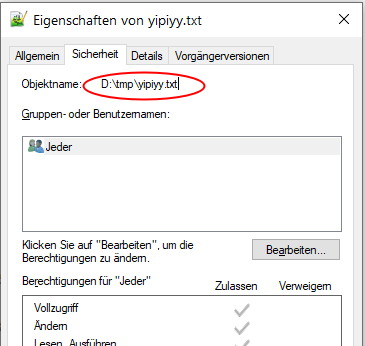 Eigenschaften von yipiyy.txt
Allgemein Sicherheit Details Vorgängerversionen
Objektname: D:\tmp\yipiyy.txt
Gruppen- oder Benutzernamen:
Jeder
Klicken Sie auf "Bearbeiten", um die
Berechtigungen zu ändern.
Bearbeiten...
Berechtigungen für "Jeder" Zulassen Verweigern
Vollzugriff
Ändern
Lesen, Ausführen